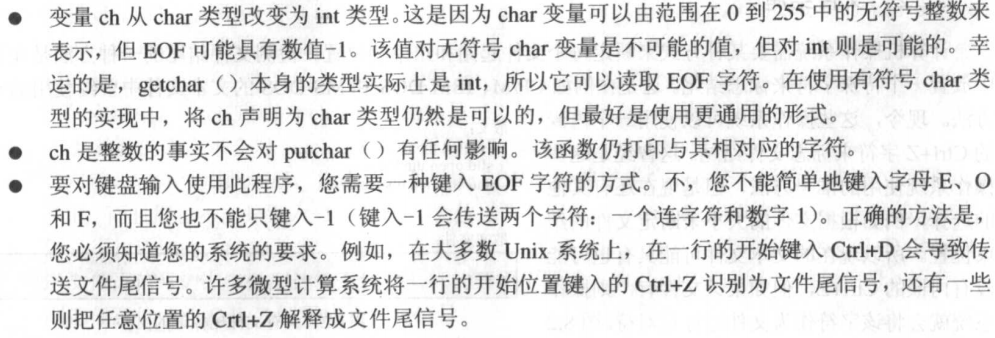 ● 变量 ch 从 char 类型改变为 int 类型。这是因为 char 变量可以由范围在 0 到 255 中的无符号整数来
表示，但 EOF 可能具有数值-1。该值对无符号 char 变量是不可能的值，但对 int 则是可能的。幸
运的是，getchar（）本身的类型实际上是 int，所以它可以读取 EOF 字符。在使用有符号 char 类
型的实现中，将 ch 声明为 char 类型仍然是可以的，但最好是使用更通用的形式。
● ch 是整数的事实不会对 putchar（）有任何影响。该函数仍打印与其相对应的字符。
● 要对键盘输入使用此程序，您需要一种键入 EOF 字符的方式。不，您不能简单地键入字母 E、O
和 F，而且您也不能只键入-1（键入-1 会传送两个字符：一个连字符和数字 1）。正确的方法是，
您必须知道您的系统的要求。例如，在大多数 Unix 系统上，在一行的开始键入 Ctrl+D 会导致传
送文件尾信号。许多微型计算系统将一行的开始位置键入的 Ctrl+Z 识别为文件尾信号，还有一些
则把任意位置的 Crtl+Z 解释成文件尾信号。